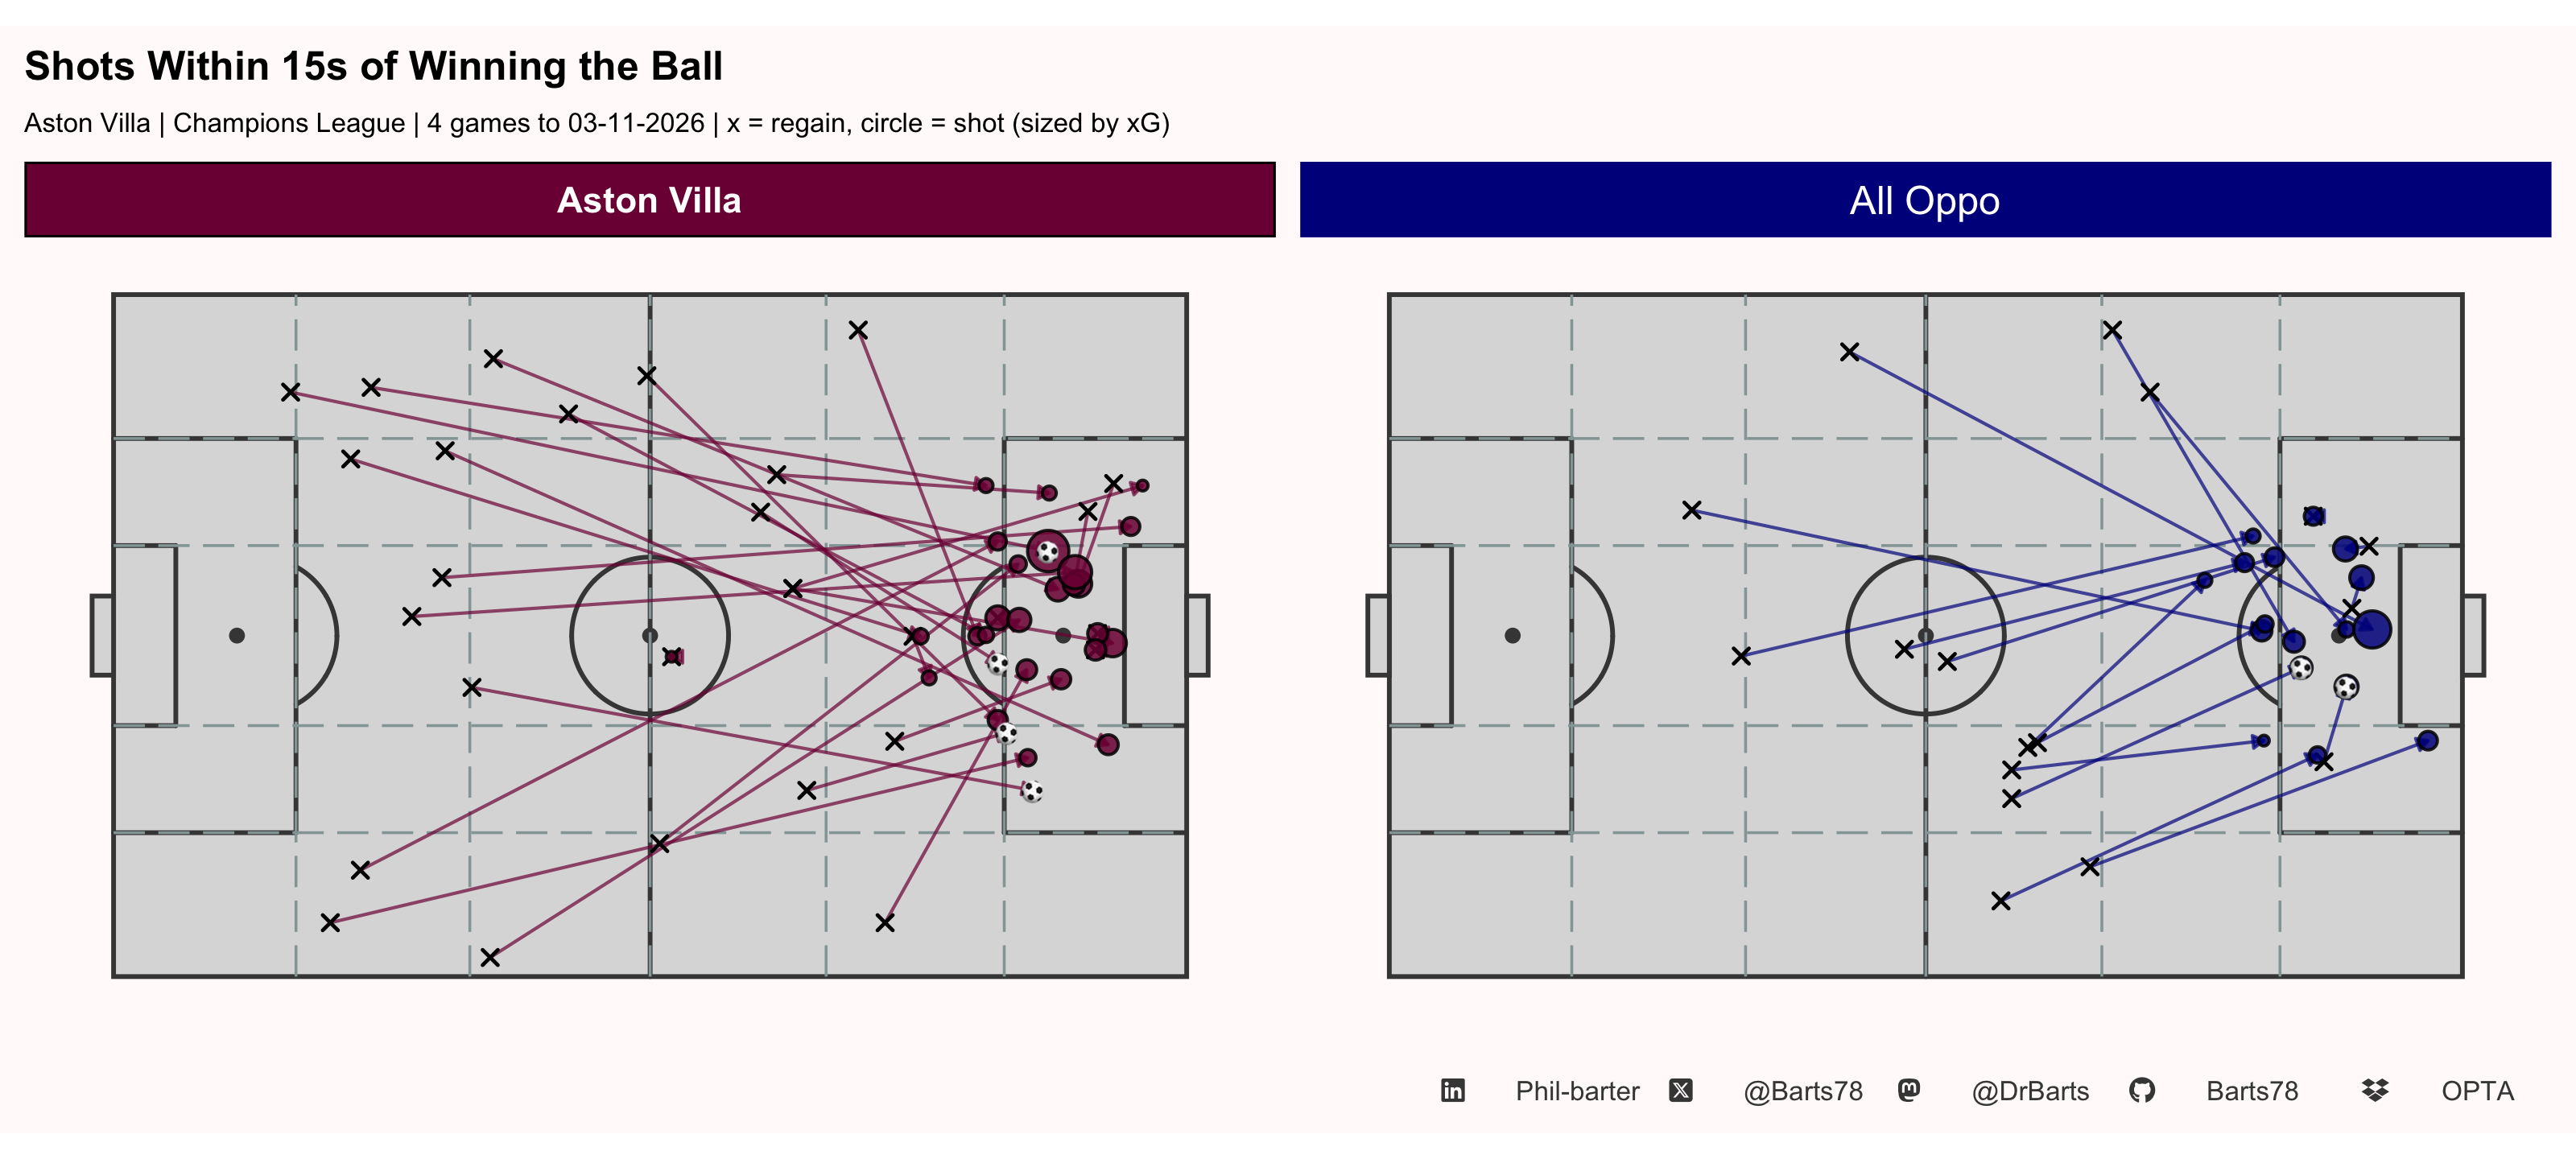 Shots Within 15s of Winning the Ball
Aston Villa | Champions League | 4 games to 03-11-2026 | x = regain, circle = shot (sized by xG)
Aston Villa
All Oppo
Phil-barter @Barts78 @DrBarts Barts78 OPTA